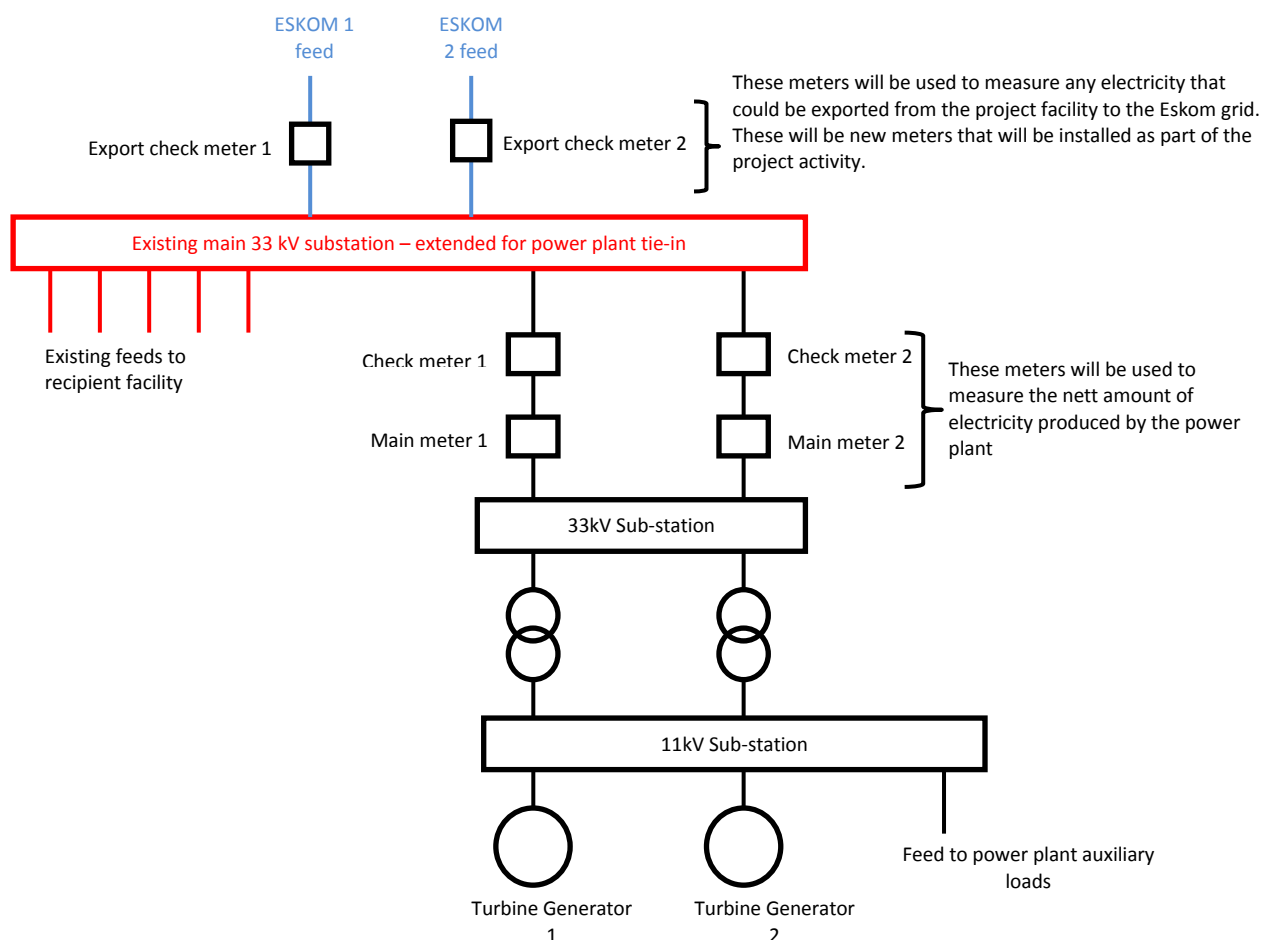 ESKOM 1
feed
ESKOM
2 feed
These meters will be used to measure any electricity that
could be exported from the project facility to the Eskom grid.
These will be new meters that will be installed as part of the
project activity.
Export check meter 1
Export check meter 2
Existing main 33 kV substation – extended for power plant tie-in
Existing feeds to
recipient facility
Check meter 1
Check meter 2
These meters will be used to
measure the nett amount of
electricity produced by the power
plant
Main meter 1
Main meter 2
33kV Sub-station
11kV Sub-station
Feed to power plant auxiliary
loads
Turbine Generator
1
Turbine Generator
2